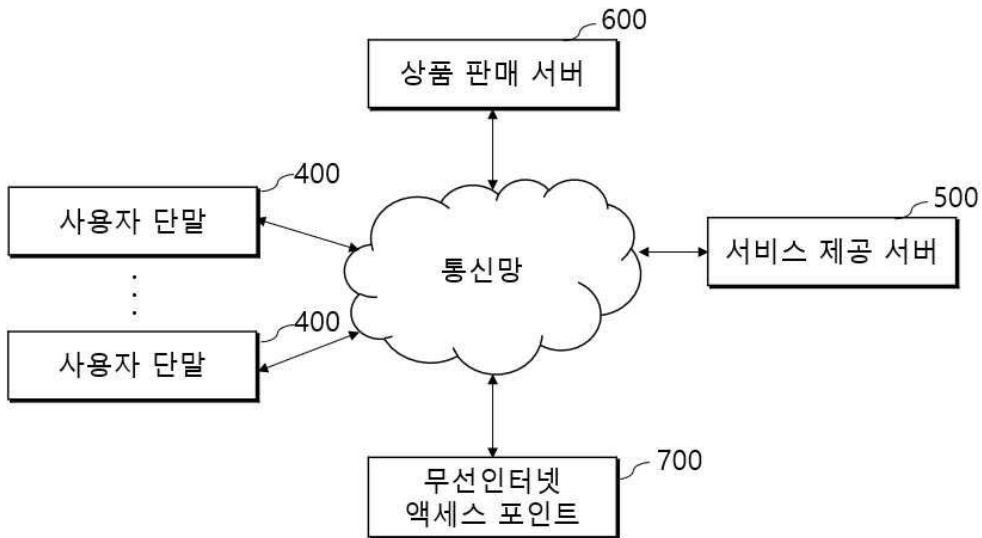 600
상품 판매 서버
400
사용자 단말
500
서비스 제공 서버
통신망
400
사용자 단말
700
무선인터넷
액세스 포인트